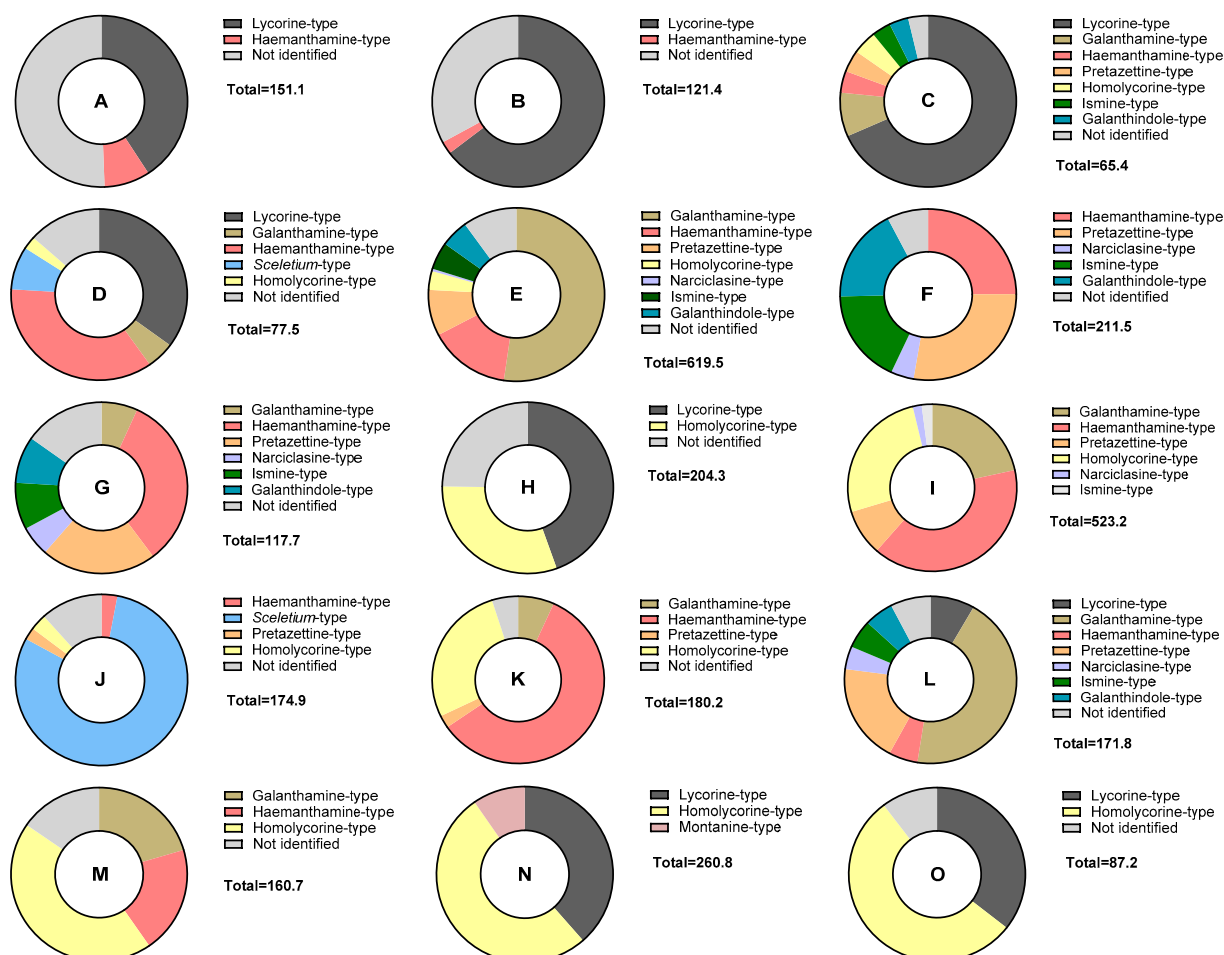 A
Lycorine-type
Haemanthamine-type
Not identified
Total=151.1
B
Lycorine-type
Haemanthamine-type
Not identified
Total=121.4
C
Lycorine-type
Galanthamine-type
Haemanthamine-type
Pretazettine-type
Homolycorine-type
Ismine-type
Galanthindole-type
Not identified
Total=65.4
D
Lycorine-type
Galanthamine-type
Haemanthamine-type
Sceletium-type
Homolycorine-type
Not identified
Total=77.5
E
Galanthamine-type
Haemanthamine-type
Pretazettine-type
Homolycorine-type
Narciclasine-type
Ismine-type
Galanthindole-type
Not identified
Total=619.5
F
Haemanthamine-type
Pretazettine-type
Narciclasine-type
Ismine-type
Galanthindole-type
Not identified
Total=211.5
G
Galanthamine-type
Haemanthamine-type
Pretazettine-type
Narciclasine-type
Ismine-type
Galanthindole-type
Not identified
Total=117.7
H
Lycorine-type
Homolycorine-type
Not identified
Total=204.3
I
Galanthamine-type
Haemanthamine-type
Pretazettine-type
Homolycorine-type
Narciclasine-type
Ismine-type
Total=523.2
J
Haemanthamine-type
Sceletium-type
Pretazettine-type
Homolycorine-type
Not identified
Total=174.9
K
Galanthamine-type
Haemanthamine-type
Pretazettine-type
Homolycorine-type
Not identified
Total=180.2
L
Lycorine-type
Galanthamine-type
Haemanthamine-type
Pretazettine-type
Narciclasine-type
Ismine-type
Galanthindole-type
Not identified
Total=171.8
M
Galanthamine-type
Haemanthamine-type
Homolycorine-type
Not identified
Total=160.7
N
Lycorine-type
Homolycorine-type
Montanine-type
Total=260.8
O
Lycorine-type
Homolycorine-type
Not identified
Total=87.2